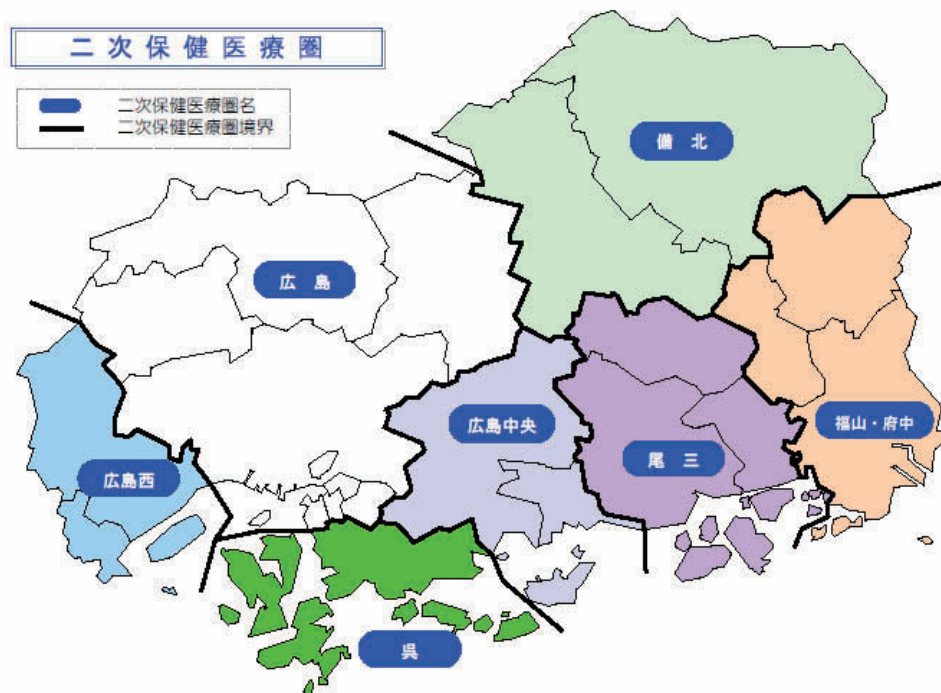 二次保健医療圏
二次保健医療圏名
二次保健医療圏境界
備 北
広 島
広島中央
福山・府中
尾 三
広島西
呉